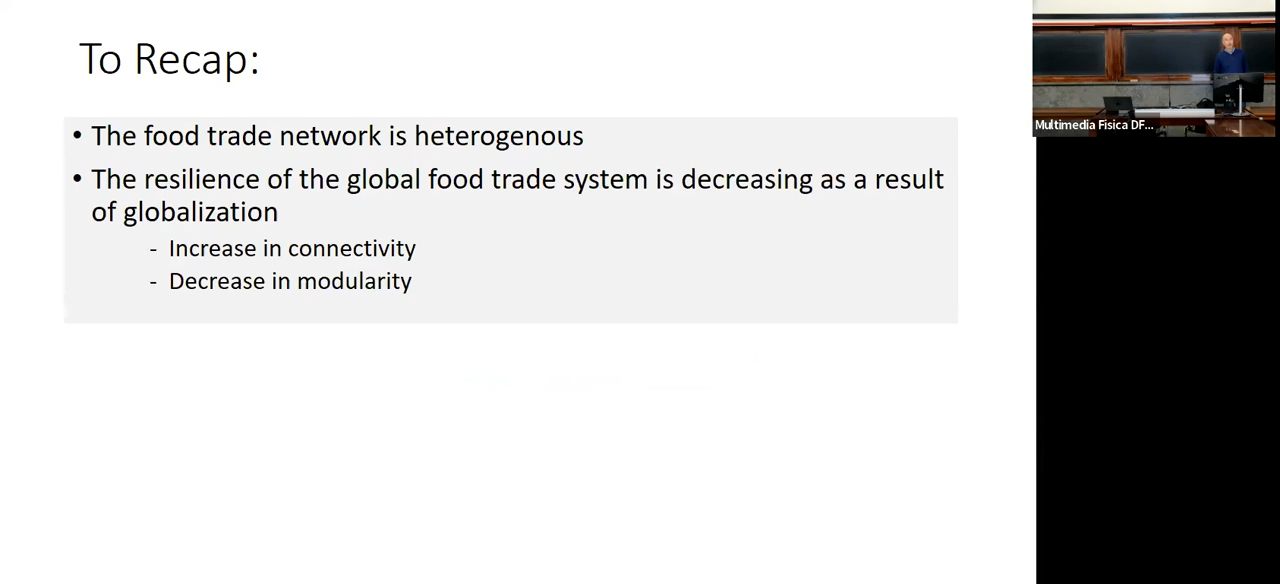 To Recap:
• The food trade network is heterogenous
• The resilience of the global food trade system is decreasing as a result
of globalization
- Increase in connectivity
- Decrease in modularity
Multimedia Fisica DF...